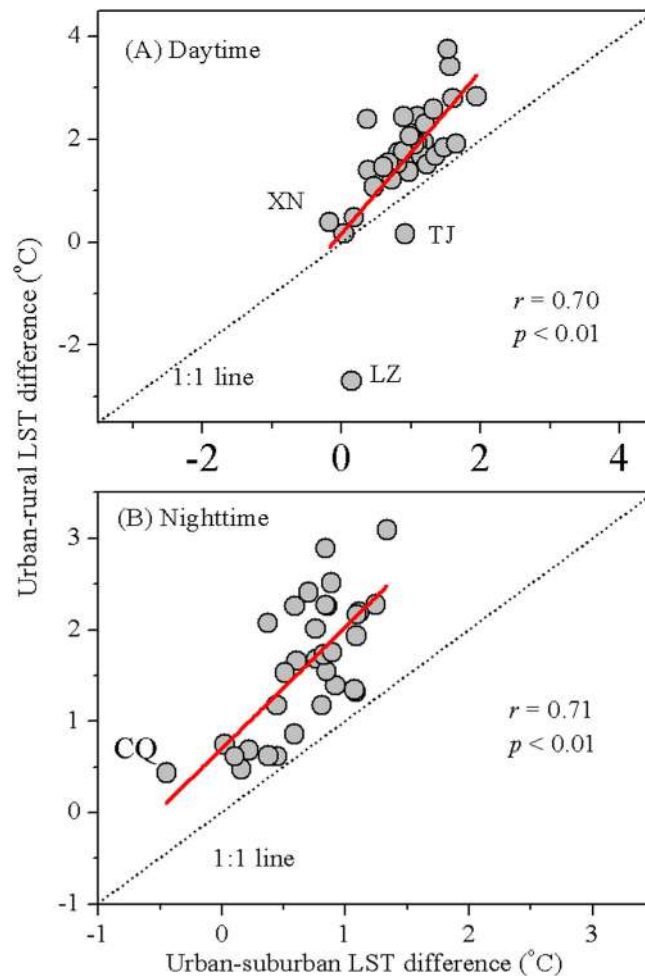 4
(A) Daytime
2
XN
0
TJ
r = 0.70
p < 0.01
-2
1:1 line
LZ
-2 0 2 4
Urban-rural LST difference (°C)
(B) Nighttime
3
2
1
CQ
r = 0.71
p < 0.01
0
1:1 line
-1
-1 0 1 2 3
Urban-suburban LST difference (°C)